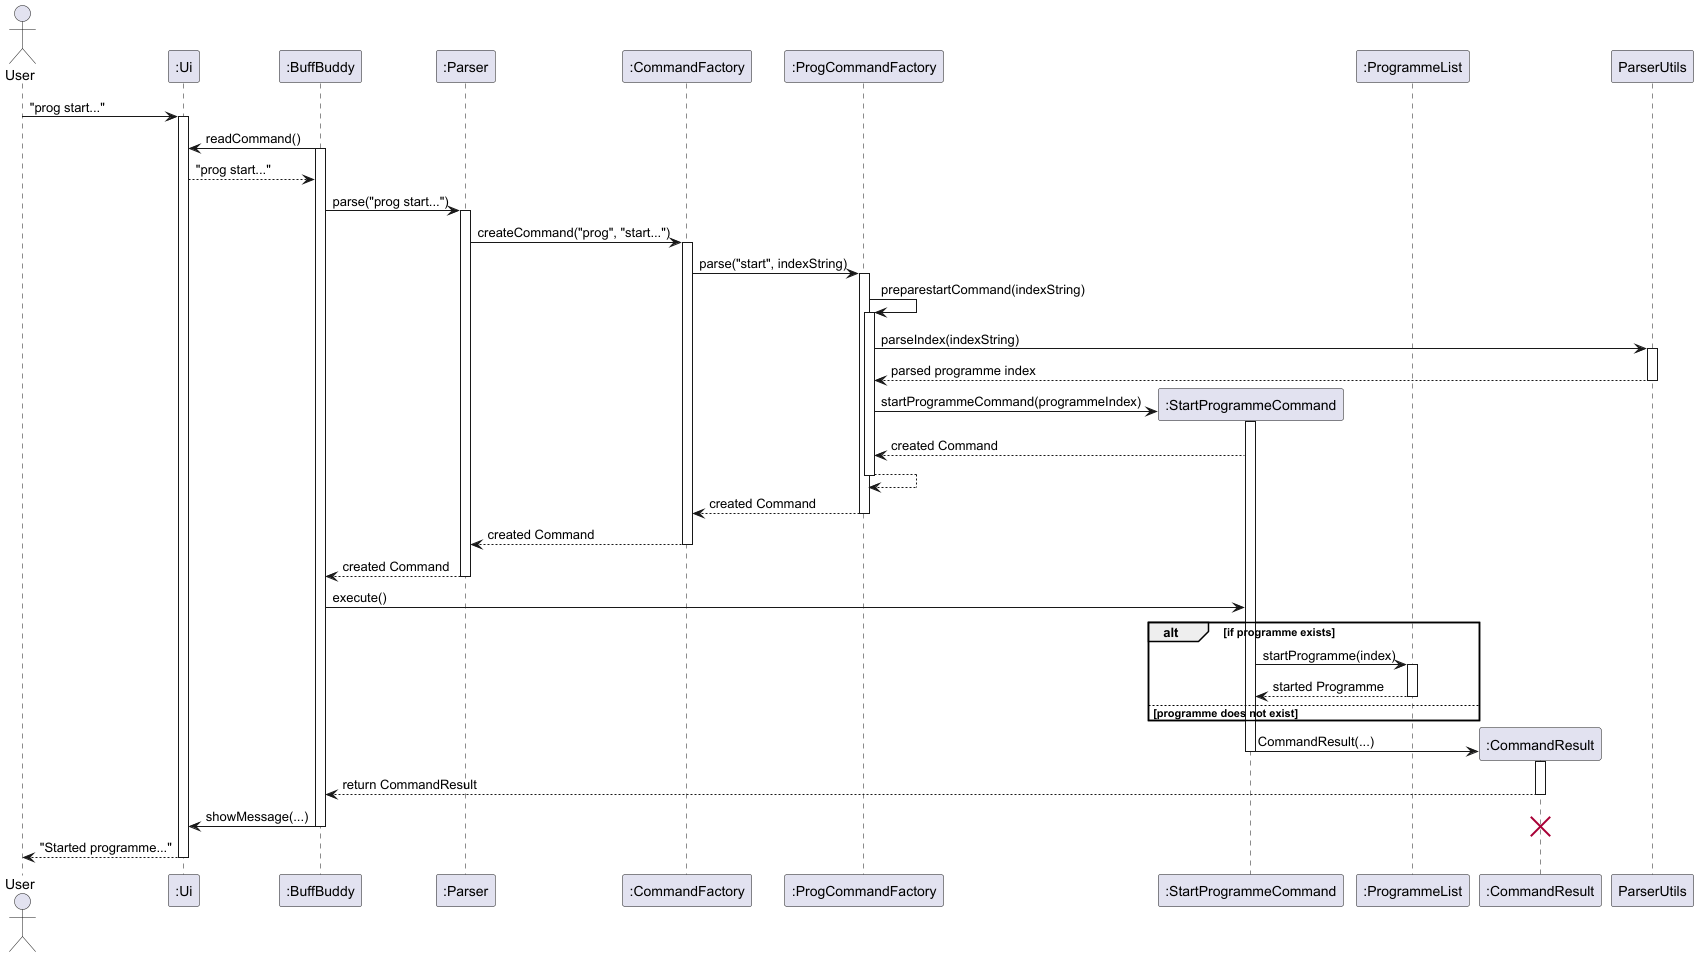 User
:Ui
:BuffBuddy
:Parser
:CommandFactory
:ProgCommandFactory
:ProgrammeList
ParserUtils
"prog start..."
readCommand()
"prog start..."
parse("prog start...")
createCommand("prog", "start...")
parse("start", indexString)
preparestartCommand(indexString)
parseIndex(indexString)
parsed programme index
startProgrammeCommand(programmeIndex)
:StartProgrammeCommand
created Command
created Command
created Command
created Command
execute()
alt
[if programme exists]
startProgramme(index)
started Programme
[programme does not exist]
CommandResult(...)
:CommandResult
return CommandResult
showMessage(...)
"Started programme..."
User
:Ui
:BuffBuddy
:Parser
:CommandFactory
:ProgCommandFactory
:StartProgrammeCommand
:ProgrammeList
:CommandResult
ParserUtils